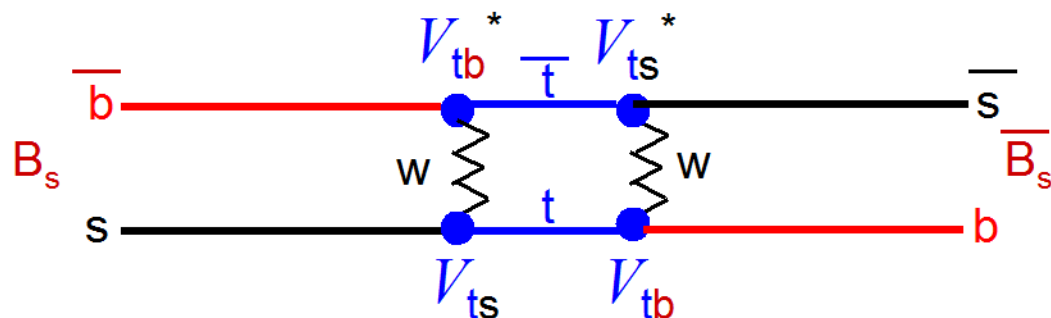 V_tb* t̅ V_ts*
b̅ s̅
B_s W W B̅_s
s t b
V_ts V_tb